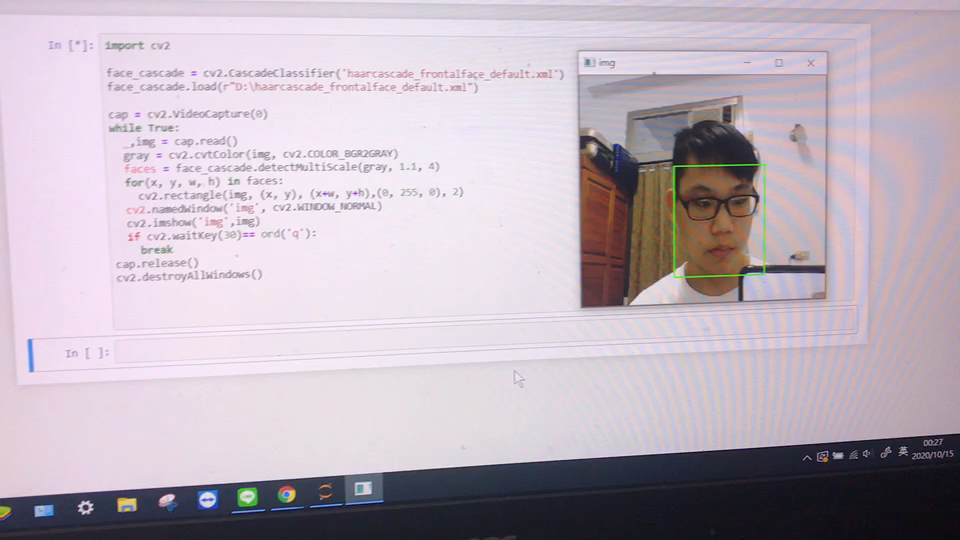 In [*]:
import cv2
face_cascade = cv2.CascadeClassifier('haarcascade_frontalface_default.xml')
face_cascade.load(r"D:\haarcascade_frontalface_default.xml")
cap = cv2.VideoCapture(0)
while True:
_,img = cap.read()
gray = cv2.cvtColor(img, cv2.COLOR_BGR2GRAY)
faces = face_cascade.detectMultiScale(gray, 1.1, 4)
for(x, y, w, h) in faces:
cv2.rectangle(img, (x, y), (x+w, y+h),(0, 255, 0), 2)
cv2.namedWindow('img', cv2.WINDOW_NORMAL)
cv2.imshow('img',img)
if cv2.waitKey(30)== ord('q'):
break
cap.release()
cv2.destroyAllWindows()
img
In [ ]:
英
00:27
2020/10/15